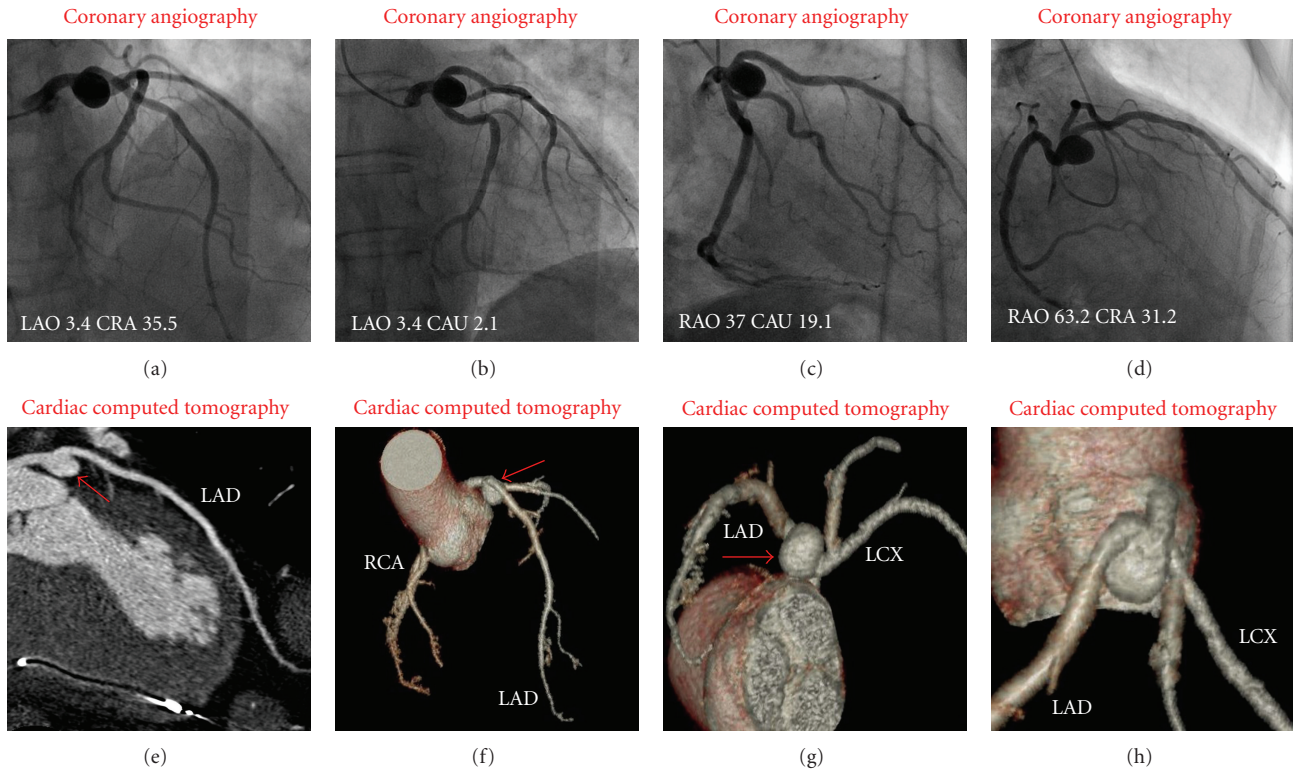 Coronary angiography
Coronary angiography
Coronary angiography
Coronary angiography
LAO 3.4 CRA 35.5
LAO 3.4 CAU 2.1
RAO 37 CAU 19.1
RAO 63.2 CRA 31.2
(a)
(b)
(c)
(d)
Cardiac computed tomography
Cardiac computed tomography
Cardiac computed tomography
Cardiac computed tomography
LAD
RCA
LAD
LAD
LCX
LAD
LCX
(e)
(f)
(g)
(h)